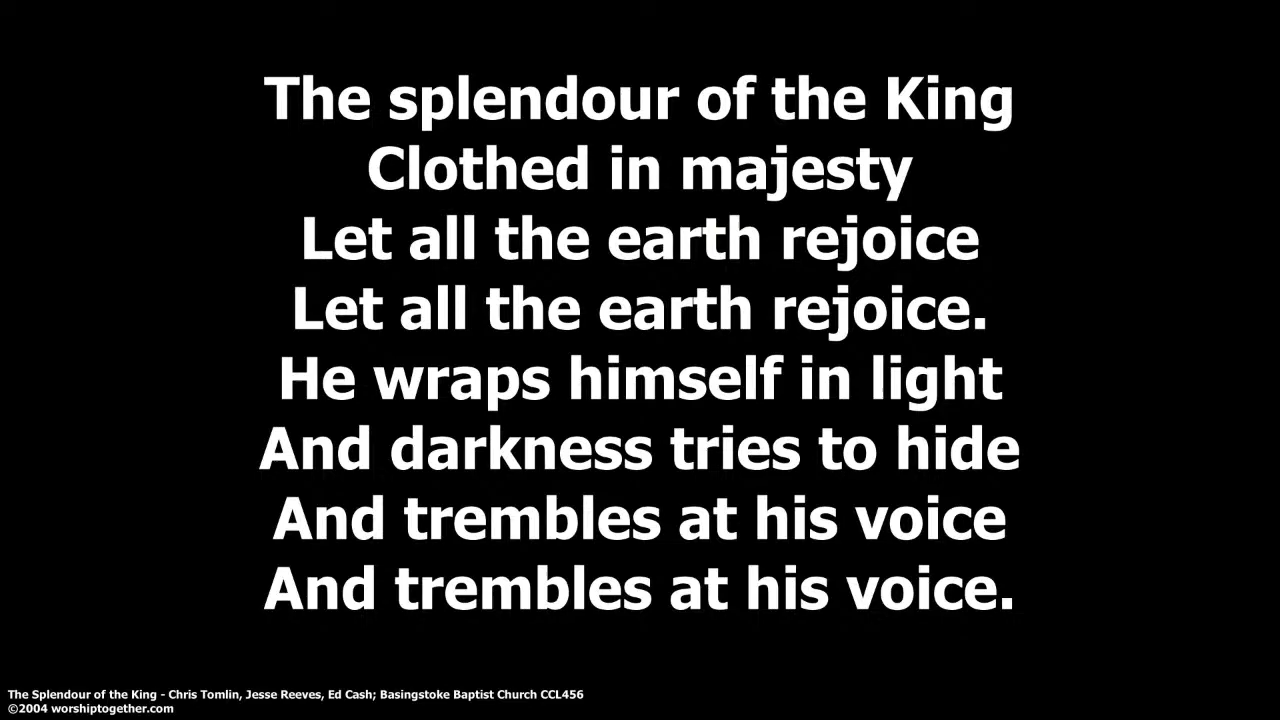 The splendour of the King
Clothed in majesty
Let all the earth rejoice
Let all the earth rejoice.
He wraps himself in light
And darkness tries to hide
And trembles at his voice
And trembles at his voice.
The Splendour of the King - Chris Tomlin, Jesse Reeves, Ed Cash; Basingstoke Baptist Church CCL456
©2004 worshiptogether.com